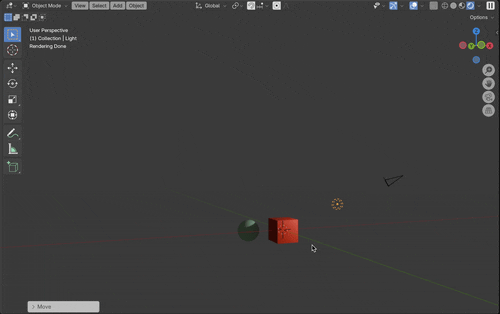 Object Mode View Select Add Object Global
Options
User Perspective
(1) Collection | Light
Rendering Done
Z
Y
X
Move